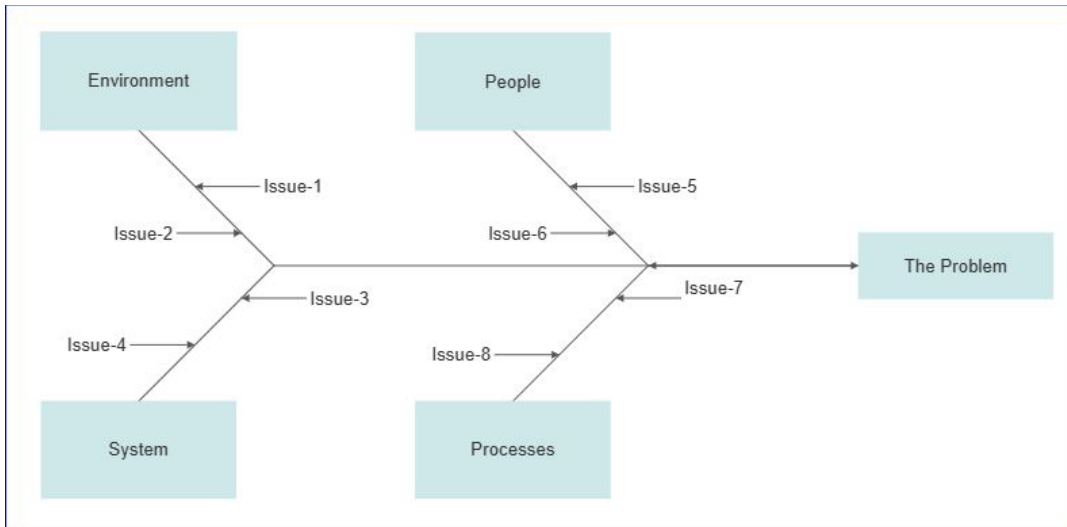 Environment
People
Issue-1
Issue-5
Issue-2
Issue-6
The Problem
Issue-7
Issue-3
Issue-4
Issue-8
System
Processes